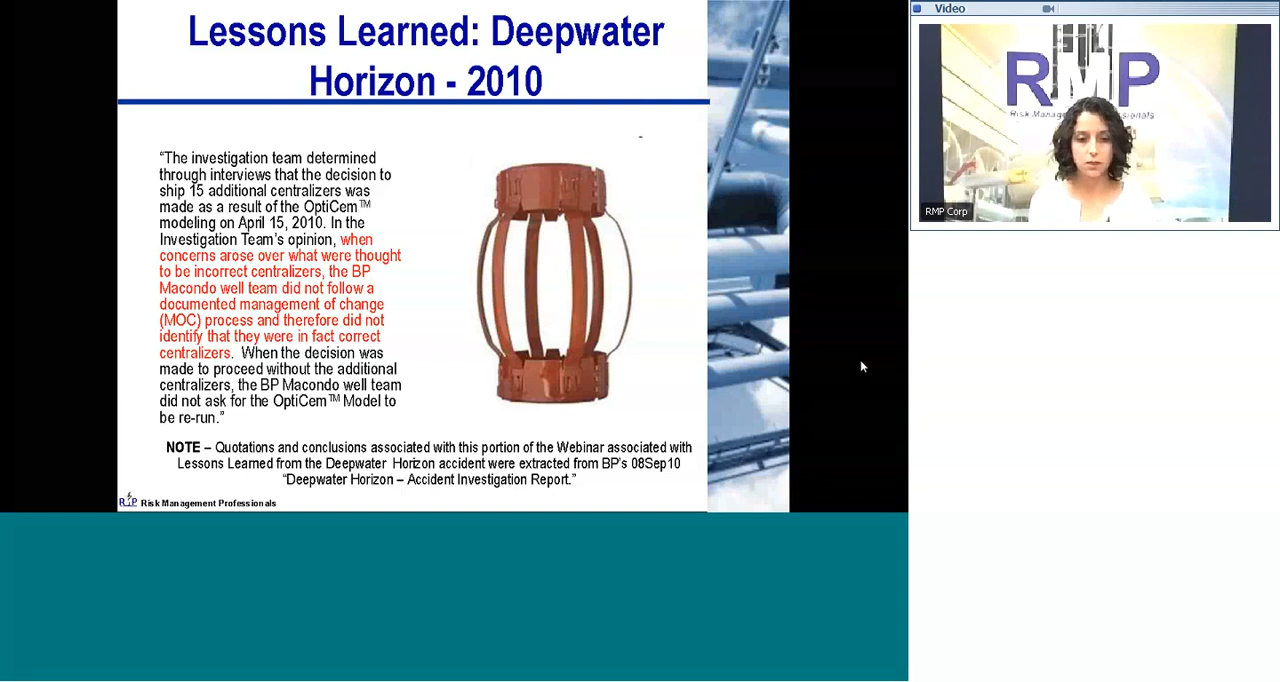 Lessons Learned: Deepwater
Horizon - 2010
“The investigation team determined
through interviews that the decision to
ship 15 additional centralizers was
made as a result of the OptiCem™
modeling on April 15, 2010. In the
Investigation Team’s opinion, when
concerns arose over what were thought
to be incorrect centralizers, the BP
Macondo well team did not follow a
documented management of change
(MOC) process and therefore did not
identify that they were in fact correct
centralizers. When the decision was
made to proceed without the additional
centralizers, the BP Macondo well team
did not ask for the OptiCem™ Model to
be re-run.”
NOTE – Quotations and conclusions associated with this portion of the Webinar associated with
Lessons Learned from the Deepwater Horizon accident were extracted from BP’s 08Sep10
“Deepwater Horizon – Accident Investigation Report.”
Risk Management Professionals
Video
RMP
RMP Corp